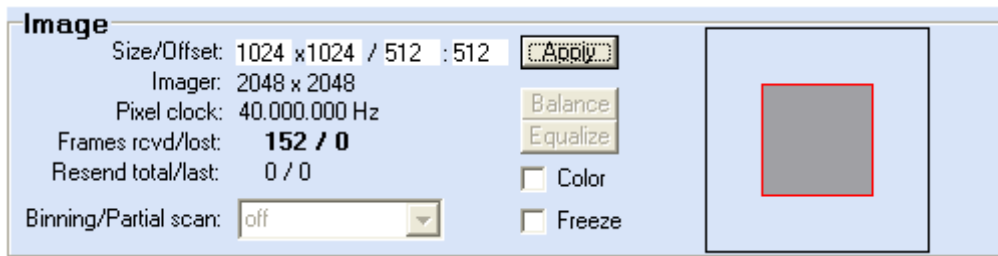 Image
Size/Offset: 1024 x 1024 / 512 : 512 Apply
Imager: 2048 x 2048
Pixel clock: 40.000.000 Hz
Balance
Frames rcvd/lost: 152 / 0
Equalize
Resend total/last: 0 / 0
Color
Binning/Partial scan: off
Freeze